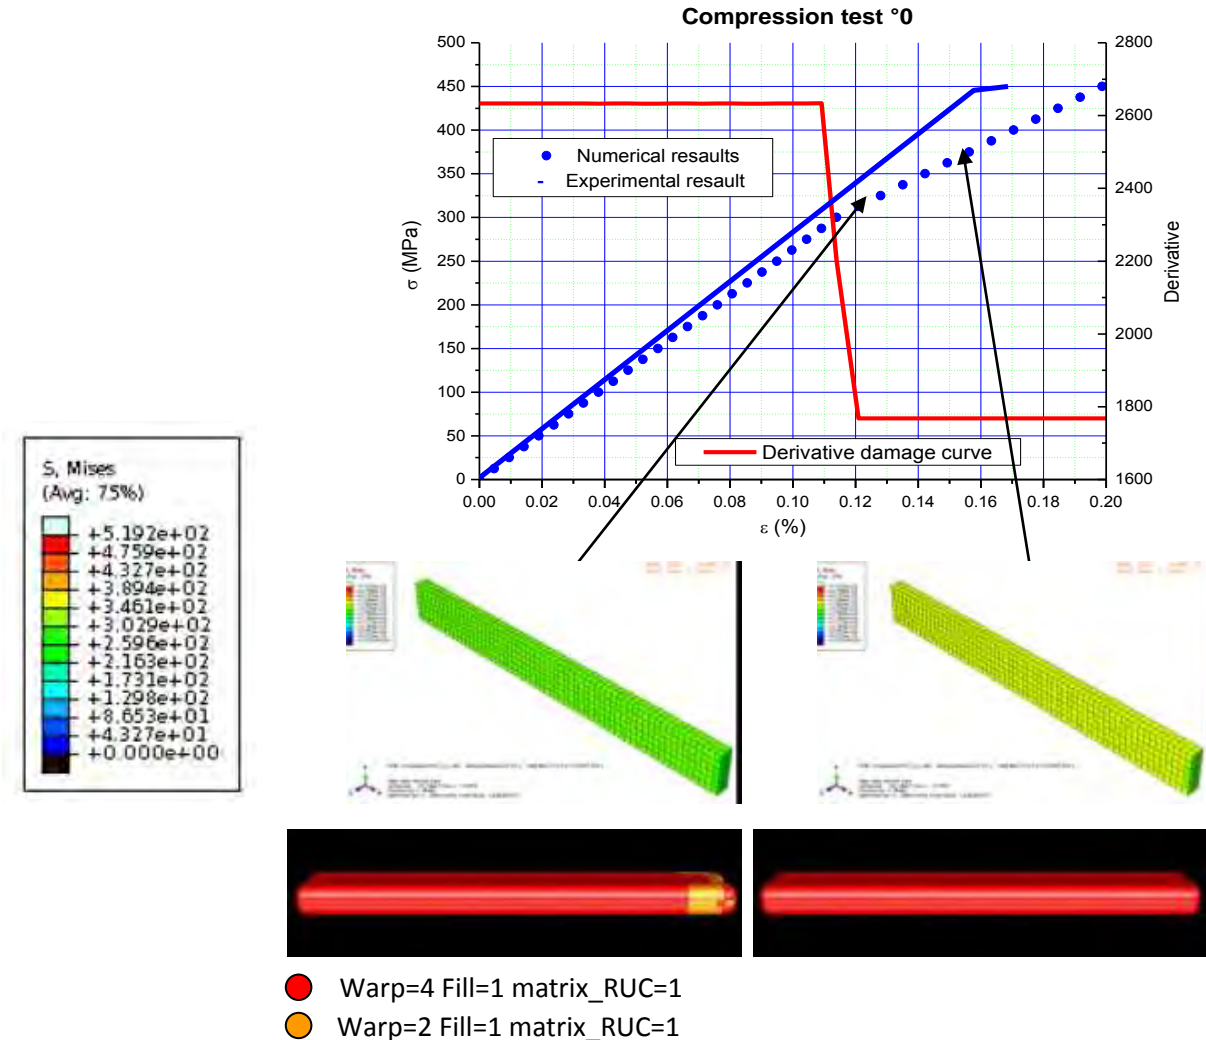 Compression test °0
500
450
400
350
300
250
200
150
100
50
0
σ (MPa)
2800
2600
2400
2200
2000
1800
1600
Derivative
Numerical resaults
Experimental resault
Derivative damage curve
0.00
0.02
0.04
0.06
0.08
0.10
0.12
0.14
0.16
0.18
0.20
ε (%)
S, Mises
(Avg: 75%)
+5.192e+02
+4.759e+02
+4.327e+02
+3.894e+02
+3.461e+02
+3.029e+02
+2.596e+02
+2.163e+02
+1.731e+02
+1.298e+02
+8.653e+01
+4.327e+01
+0.000e+00
Warp=4 Fill=1 matrix_RUC=1
Warp=2 Fill=1 matrix_RUC=1